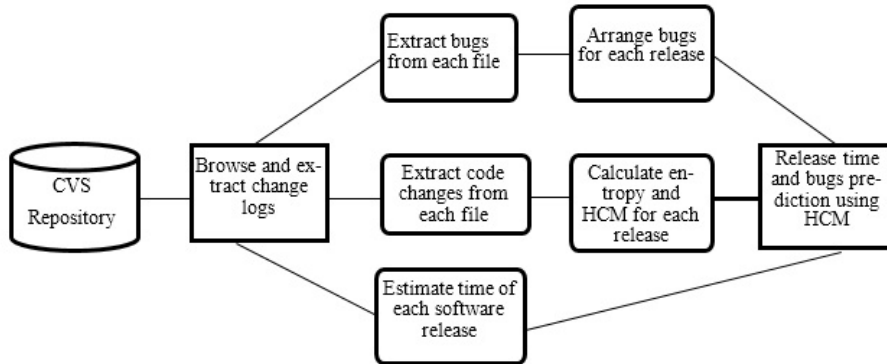 Extract bugs
from each file
Arrange bugs
for each release
CVS
Repository
Browse and ex-
tract change
logs
Extract code
changes from
each file
Calculate en-
tropy and
HCM for each
release
Release time
and bugs pre-
diction using
HCM
Estimate time of
each software
release